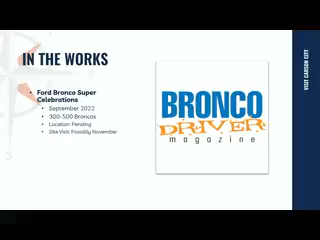 IN THE WORKS
• Ford Bronco Super
Celebrations
• September 2022
• 300-500 Broncos
• Location: Pending
• Site Visit: Possibly November
BRONCO
DRIVER
magazine
VISIT CARSON CITY
S